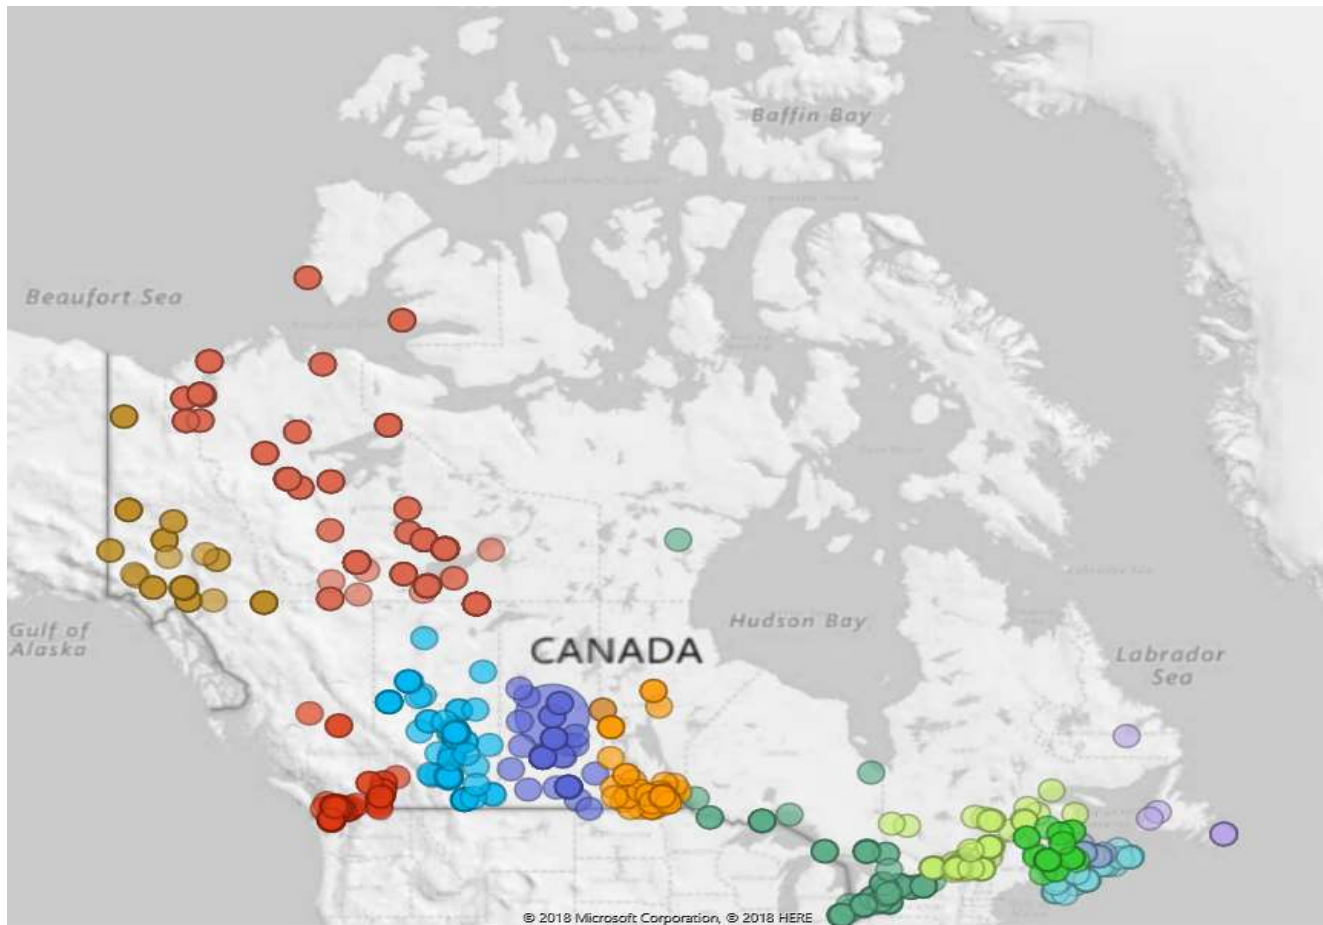 Baffin Bay
Beaufort Sea
Gulf of
Alaska
CANADA
Hudson Bay
Labrador
Sea
© 2018 Microsoft Corporation, © 2018 HERE